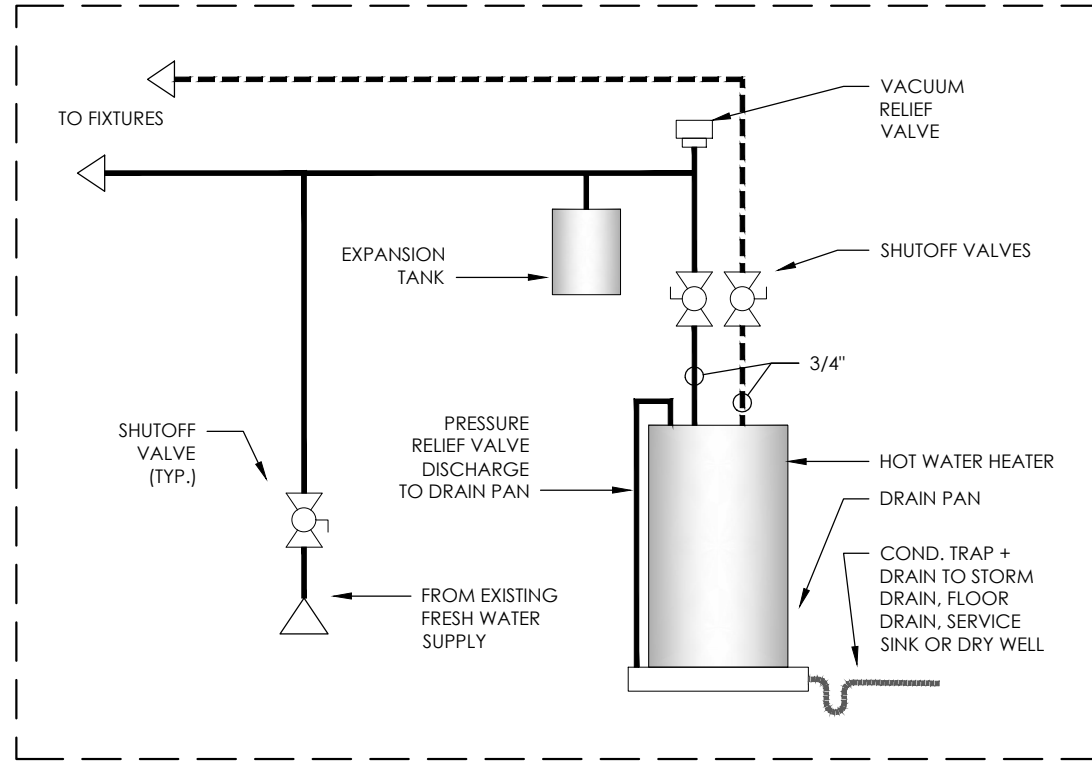 TO FIXTURES
VACUUM
RELIEF
VALVE
EXPANSION
TANK
SHUTOFF VALVES
3/4"
SHUTOFF
VALVE
(TYP.)
PRESSURE
RELIEF VALVE
DISCHARGE
TO DRAIN PAN
HOT WATER HEATER
DRAIN PAN
COND. TRAP +
DRAIN TO STORM
DRAIN, FLOOR
DRAIN, SERVICE
SINK OR DRY WELL
FROM EXISTING
FRESH WATER
SUPPLY